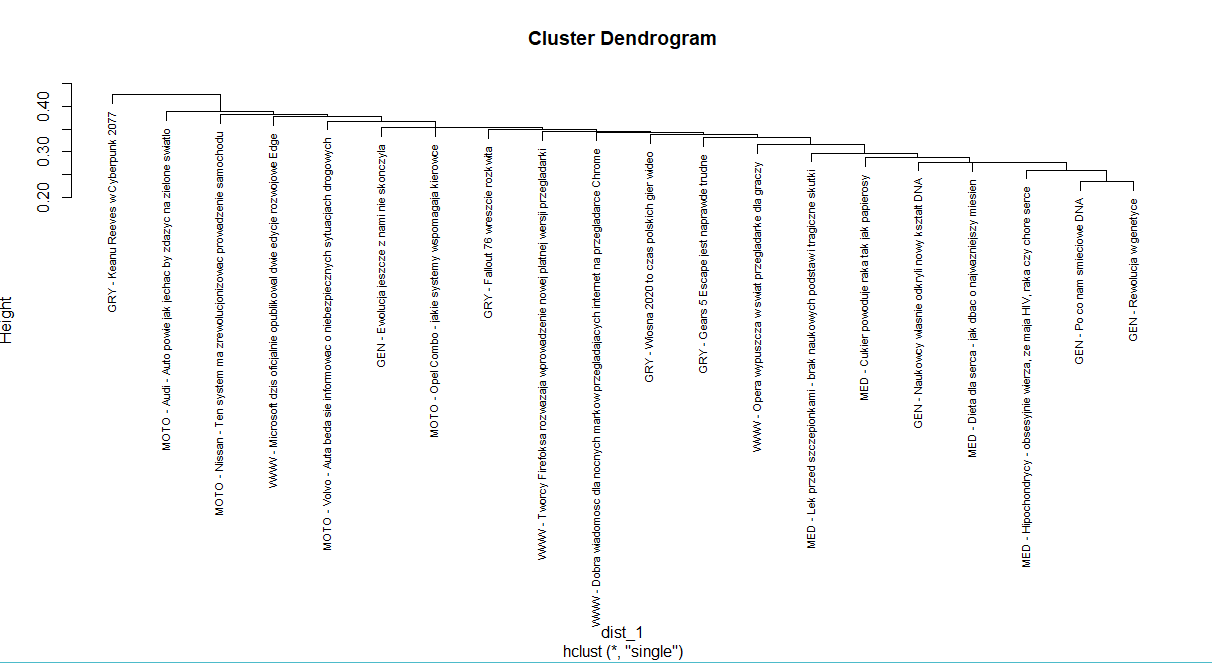 Cluster Dendrogram
Height
0.40
0.30
0.20
GRY - Keanu Reeves w Cyberpunk 2077
MOTO - Audi - Auto powie jak jechac by zdazyc na zielone swiatlo
MOTO - Nissan - Ten system ma zrewolucjonizowac prowadzenie samochodu
WWW - Microsoft dzis oficjalnie opublikowal dwie edycje rozwojowe Edge
MOTO - Volvo - Auta beda sie informowac o niebezpiecznych sytuacjach drogowych
GEN - Ewolucja jeszcze z nami nie skonczyla
MOTO - Opel Combo - jakie systemy wspomagaja kierowce
GRY - Fallout 76 wreszcie rozkwita
WWW - Tworcy Firefoksa rozwazaja wprowadzenie nowej platnej wersji przegladarki
WWW - Dobra wiadomosc dla nocnych markow przegladajacych internet na przegladarce Chrome
GRY - Wiosna 2020 to czas polskich gier wideo
GRY - Gears 5 Escape jest naprawde trudne
WWW - Opera wypuszcza w swiat przegladarke dla graczy
MED - Lek przed szczepionkami - brak naukowych podstaw i tragiczne skutki
MED - Cukier powoduje raka tak jak papierosy
GEN - Naukowcy wlasnie odkryli nowy ksztalt DNA
MED - Dieta dla serca - jak dbac o najwazniejszy miesien
MED - Hipochondrycy - obsesyjnie wierza, ze maja HIV, raka czy chore serce
GEN - Po co nam smieciowe DNA
GEN - Rewolucja w genetyce
dist_1
hclust (*, "single")